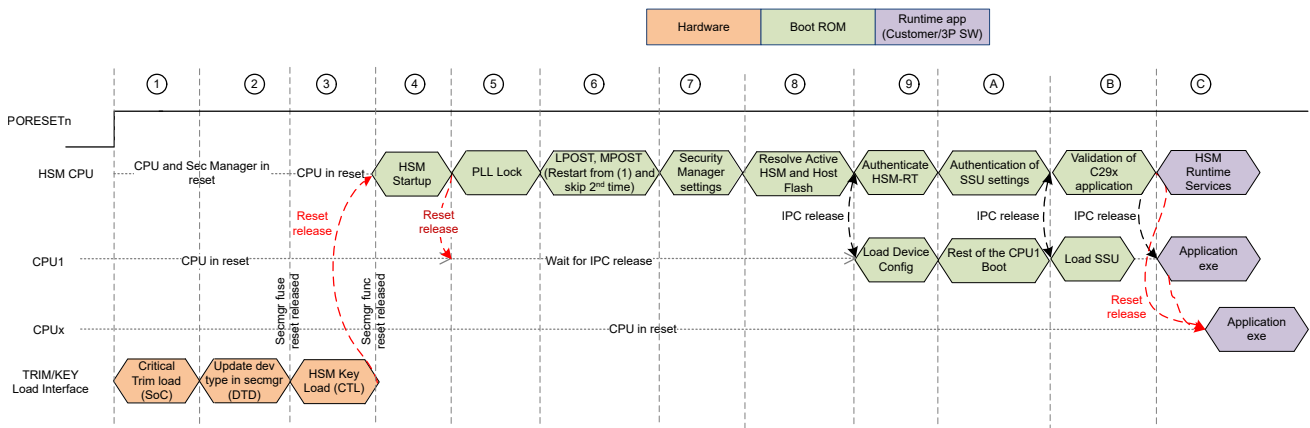 Hardware
Boot ROM
Runtime app
(Customer/3P SW)
1
2
3
4
5
6
7
8
9
A
B
C
PORESETn
HSM CPU
CPU and Sec Manager in
reset
CPU in reset
HSM
Startup
PLL Lock
LPOST, MPOST
(Restart from (1) and
skip 2nd time)
Security
Manager
settings
Resolve Active
HSM and Host
Flash
Authenticate
HSM-RT
Authentication of
SSU settings
Validation of
C29x
application
HSM
Runtime
Services
Reset
release
Reset
release
IPC release
IPC release
IPC release
CPU1
CPU in reset
Wait for IPC release
Load Device
Config
Rest of the CPU1
Boot
Load SSU
Application
exe
Secmgr fuse
reset released
Secmgr func
reset released
Reset
release
CPUx
CPU in reset
Application
exe
TRIM/KEY
Load Interface
Critical
Trim load
(SoC)
Update dev
type in secmgr
(DTD)
HSM Key
Load (CTL)